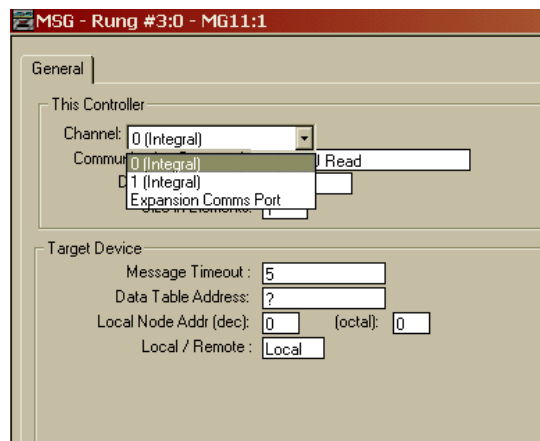 MSG - Rung #3:0 - MG11:1
General
This Controller
Channel: 0 (Integral)
0 (Integral)
1 (Integral)
Expansion Comms Port
Read
Target Device
Message Timeout : 5
Data Table Address: ?
Local Node Addr (dec): 0 (octal): 0
Local / Remote : Local